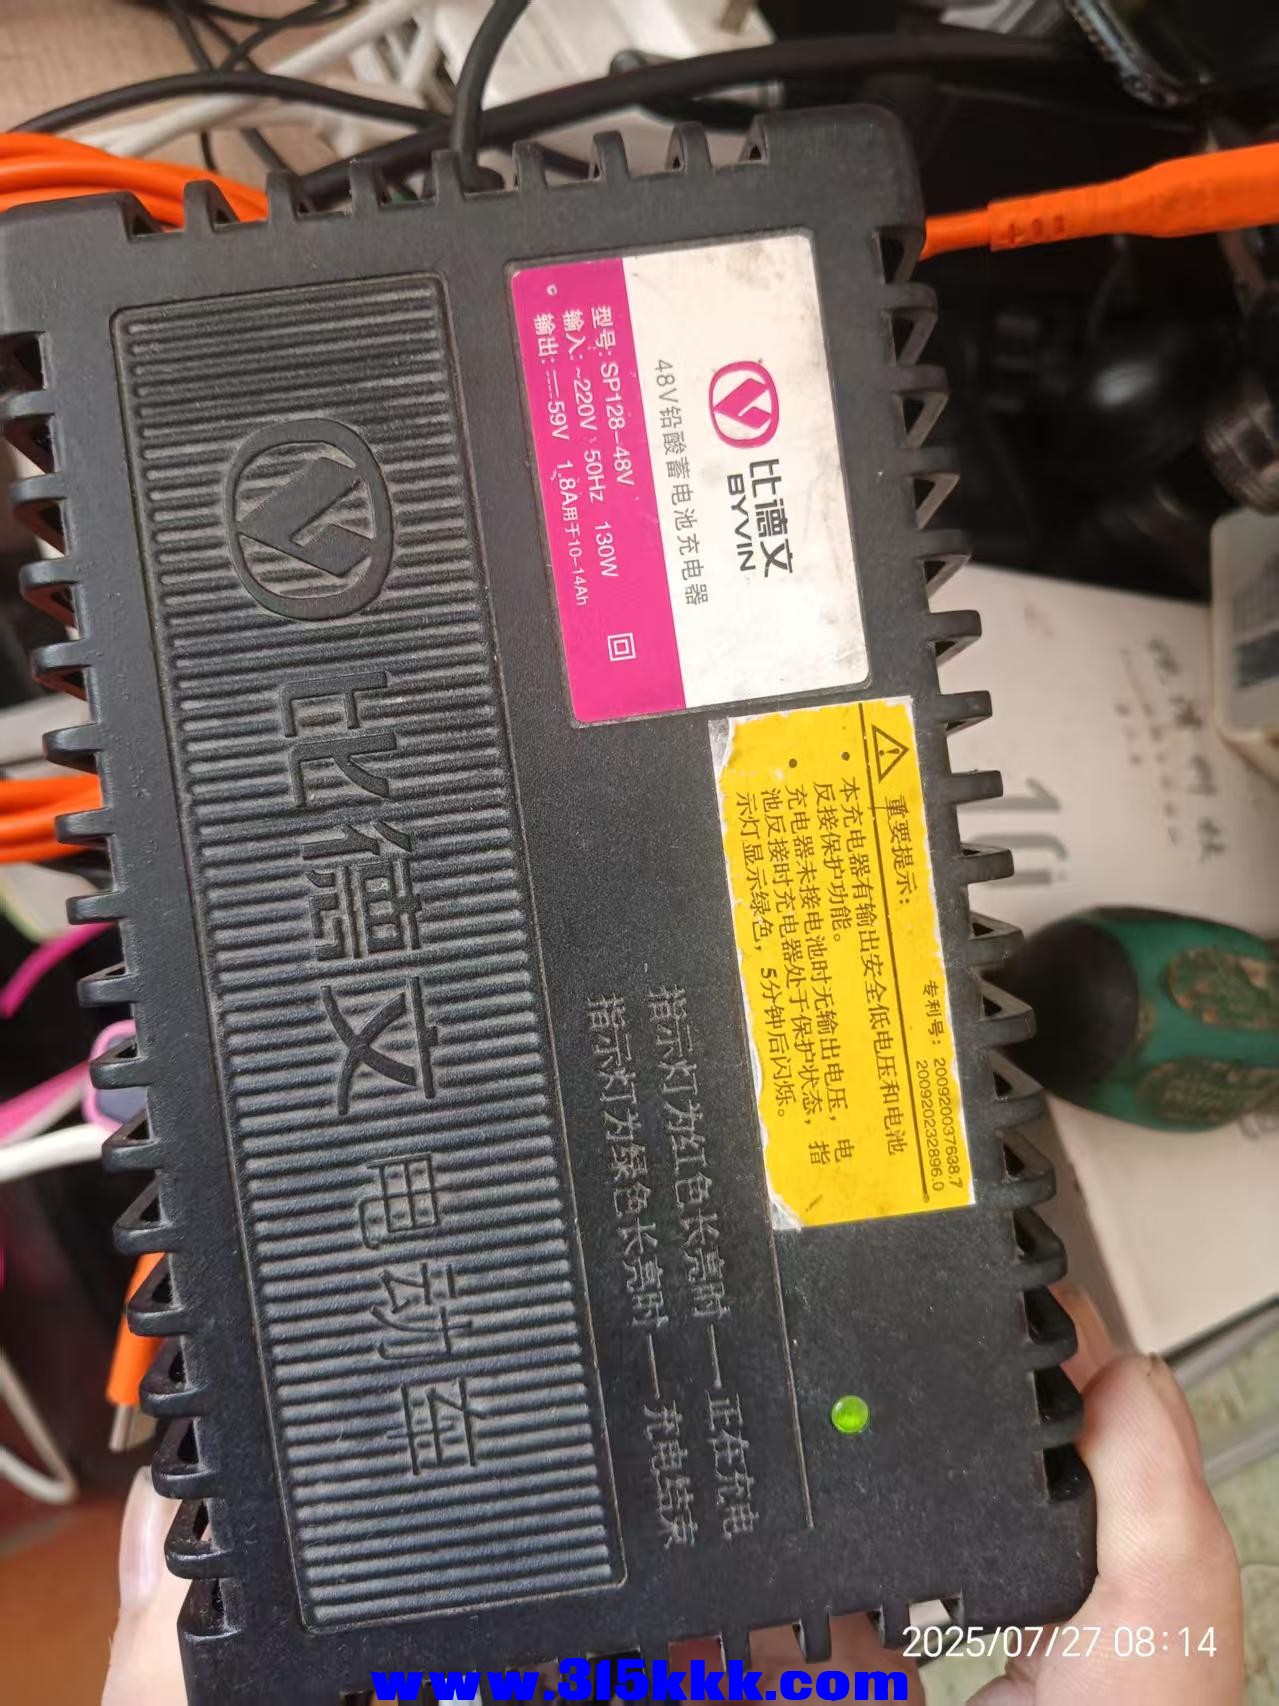 比德文
BYVIN
48V铅酸蓄电池充电器
型号: SP128-48V
输入: ~220V、50Hz 130W
输出: ⎓59V 1.8A用于10-14Ah
重要提示:
专利号: 200920037638.7
200920232896.0
• 本充电器有输出安全低电压和电池
反接保护功能。
• 充电器未接电池时无输出电压，电
池反接时充电器处于保护状态，指
示灯显示绿色，5分钟后闪烁。
指示灯为红色长亮时—正在充电
指示灯为绿色长亮时—充电结束
比德文电动车
2025/07/27 08:14
www.315kkk.com